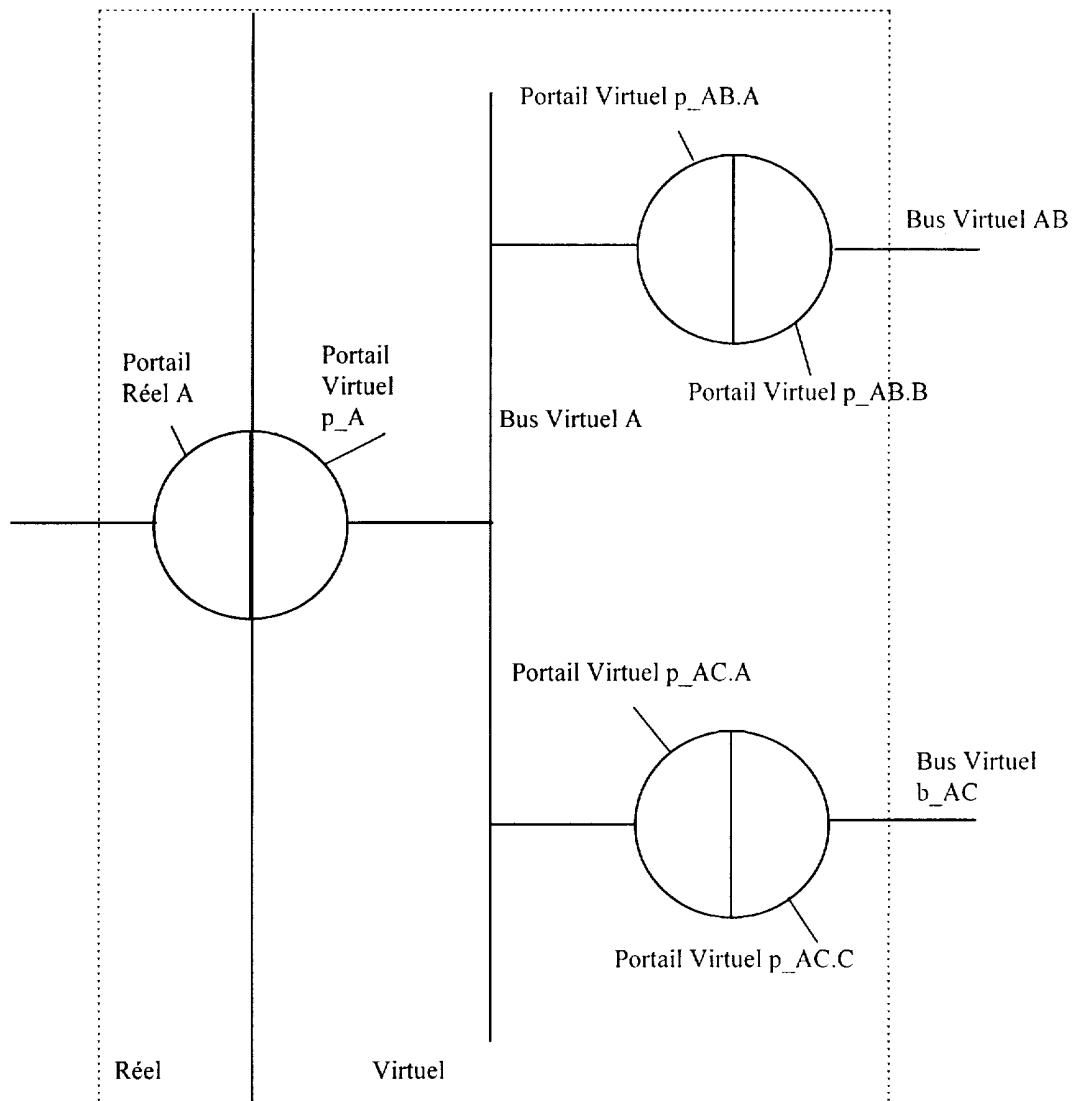 Portail Virtuel p_AB.A
Bus Virtuel AB
Portail
Réel A
Portail
Virtuel
p_A
Portail Virtuel p_AB.B
Bus Virtuel A
Portail Virtuel p_AC.A
Bus Virtuel
b_AC
Portail Virtuel p_AC.C
Réel
Virtuel